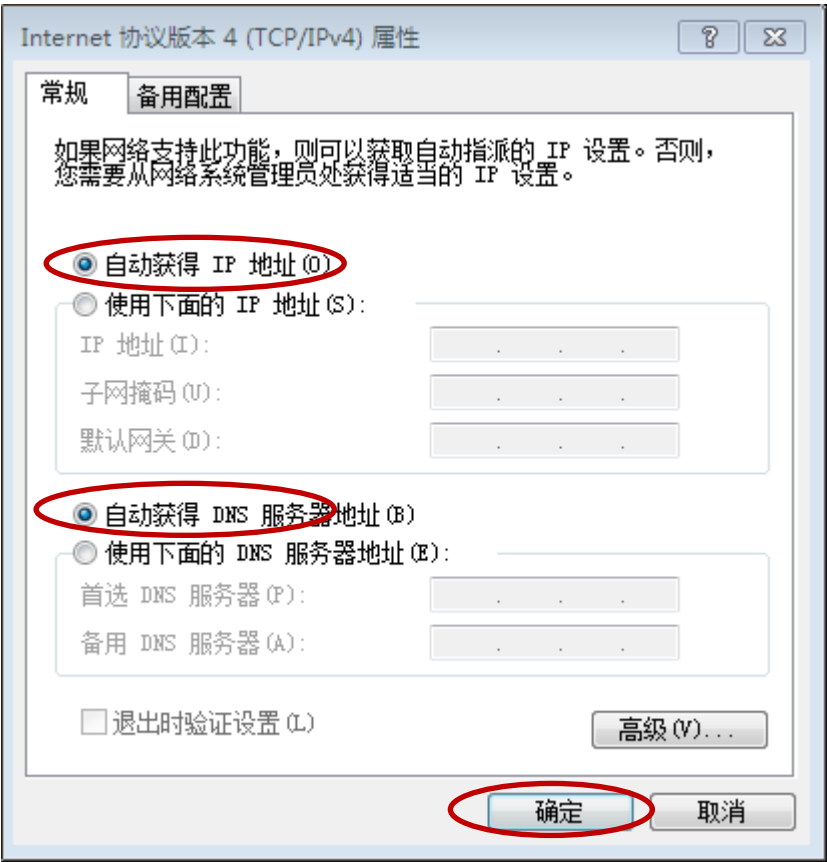 Internet 协议版本 4 (TCP/IPv4) 属性
常规
备用配置
如果网络支持此功能，则可以获取自动指派的 IP 设置。否则，
您需要从网络系统管理员处获得适当的 IP 设置。
自动获得 IP 地址(O)
使用下面的 IP 地址(S):
IP 地址(I):
子网掩码(U):
默认网关(D):
自动获得 DNS 服务器地址(B)
使用下面的 DNS 服务器地址(E):
首选 DNS 服务器(P):
备用 DNS 服务器(A):
退出时验证设置(L)
高级(V)...
确定
取消